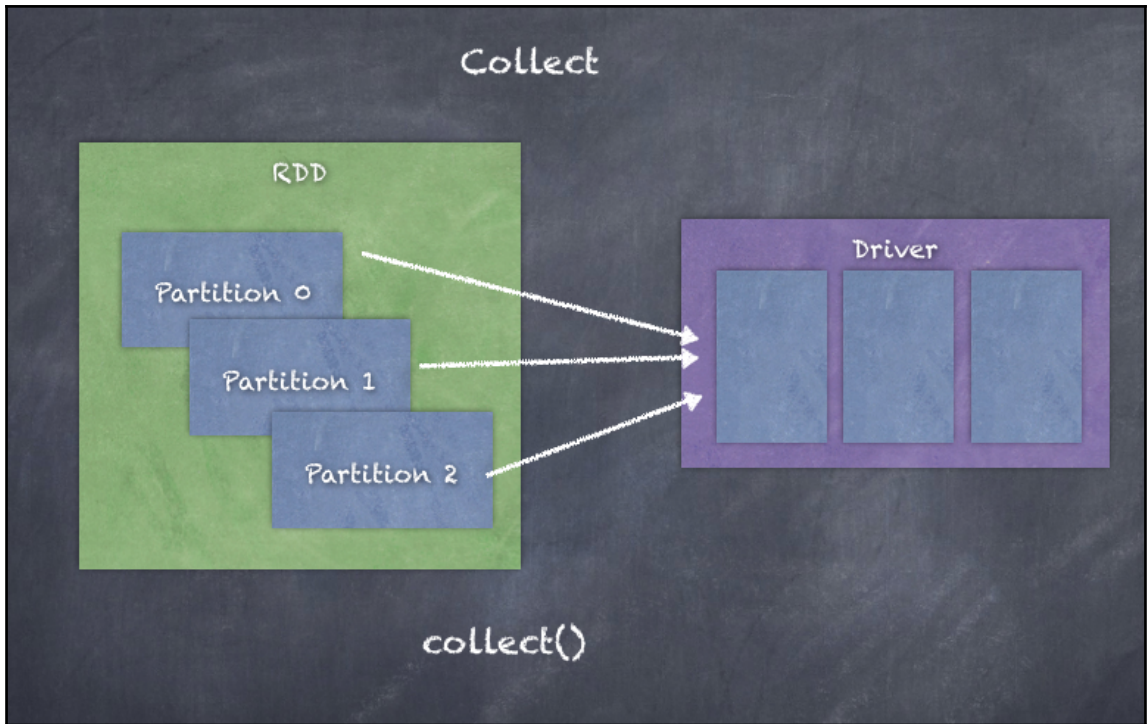 Collect
RDD
Driver
Partition 0
Partition 1
Partition 2
collect()